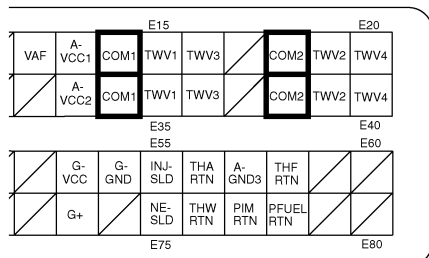 E15 E20
VAF A-VCC1 COM1 TWV1 TWV3 COM2 TWV2 TWV4
A-VCC2 COM1 TWV1 TWV3 COM2 TWV2 TWV4
E35 E40
E55 E60
G-VCC G-GND INJ-SLD THA RTN A-GND3 THF RTN
G+ NE-SLD THW RTN PIM RTN PFUEL RTN
E75 E80